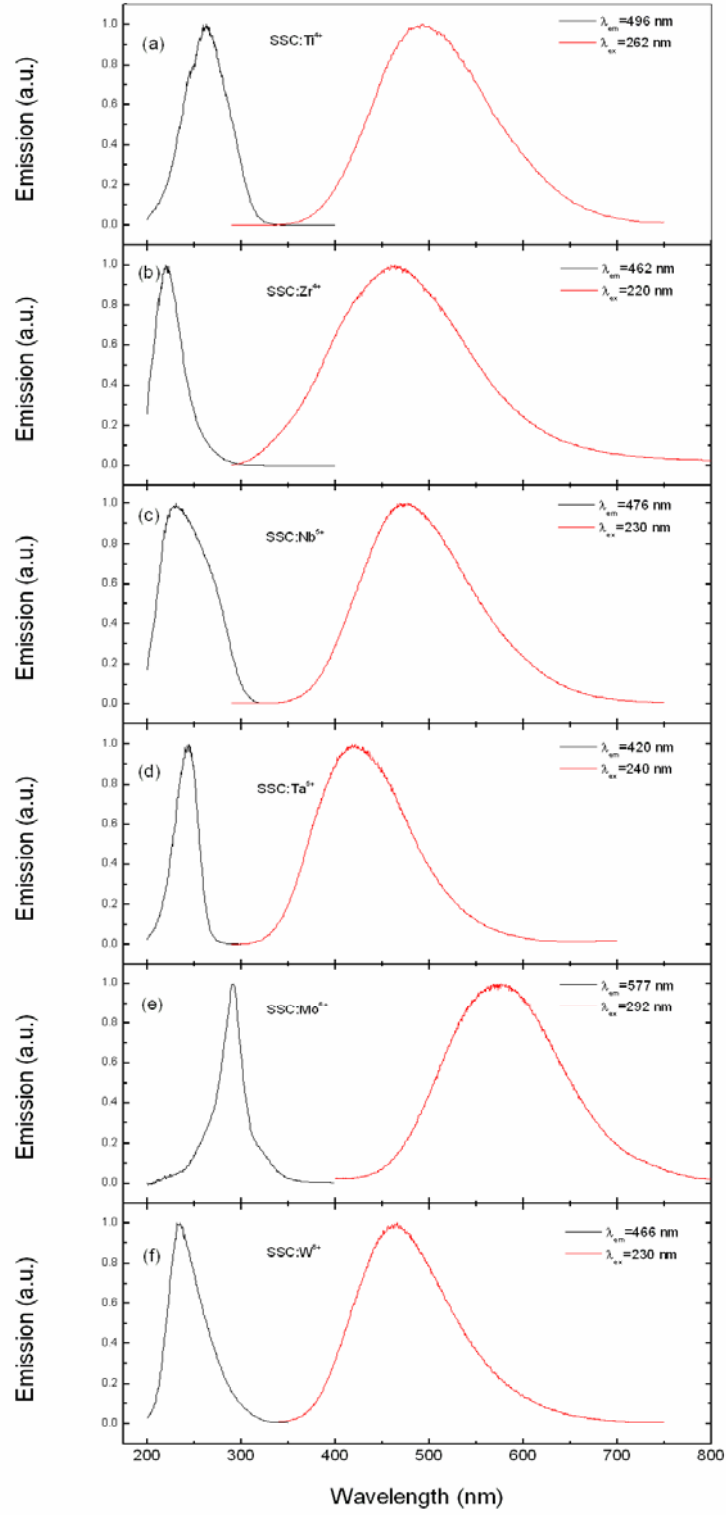 Emission (a.u.)
1.0
0.8
0.6
0.4
0.2
0.0
(a)
SSC:Ti⁴⁺
λem=496 nm
λex=262 nm
Emission (a.u.)
1.0
0.8
0.6
0.4
0.2
0.0
(b)
SSC:Zr⁴⁺
λem=462 nm
λex=220 nm
Emission (a.u.)
1.0
0.8
0.6
0.4
0.2
0.0
(c)
SSC:Nb⁵⁺
λem=476 nm
λex=230 nm
Emission (a.u.)
1.0
0.8
0.6
0.4
0.2
0.0
(d)
SSC:Ta⁵⁺
λem=420 nm
λex=240 nm
Emission (a.u.)
1.0
0.8
0.6
0.4
0.2
0.0
(e)
SSC:Mo⁶⁺
λem=577 nm
λex=292 nm
Emission (a.u.)
1.0
0.8
0.6
0.4
0.2
0.0
(f)
SSC:W⁶⁺
λem=466 nm
λex=230 nm
200 300 400 500 600 700 800
Wavelength (nm)